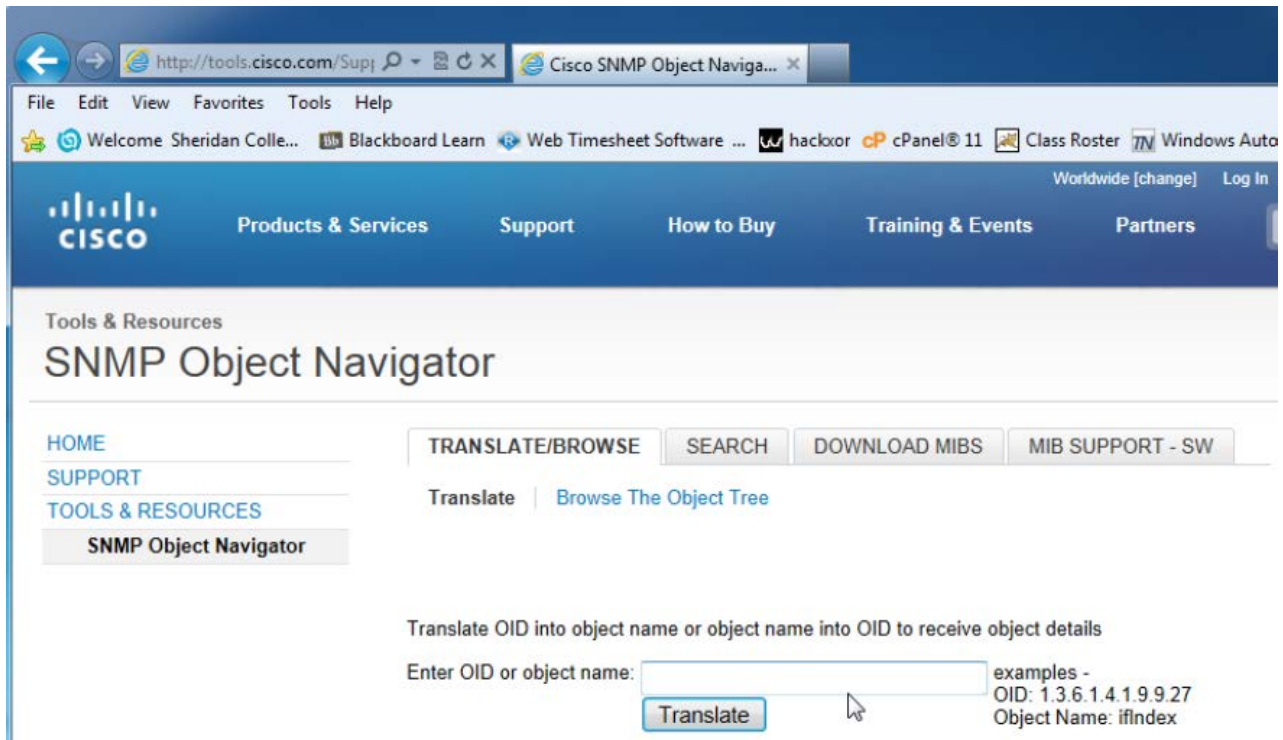 http://tools.cisco.com/Supp
Cisco SNMP Object Naviga...
File Edit View Favorites Tools Help
Welcome Sheridan Colle... Bb Blackboard Learn Web Timesheet Software ... hackxor cP cPanel® 11 Class Roster TN Windows Auto
Worldwide [change] Log In
CISCO
Products & Services Support How to Buy Training & Events Partners
Tools & Resources
SNMP Object Navigator
HOME
SUPPORT
TOOLS & RESOURCES
SNMP Object Navigator
TRANSLATE/BROWSE SEARCH DOWNLOAD MIBS MIB SUPPORT - SW
Translate Browse The Object Tree
Translate OID into object name or object name into OID to receive object details
Enter OID or object name:
examples -
OID: 1.3.6.1.4.1.9.9.27
Object Name: ifIndex
Translate